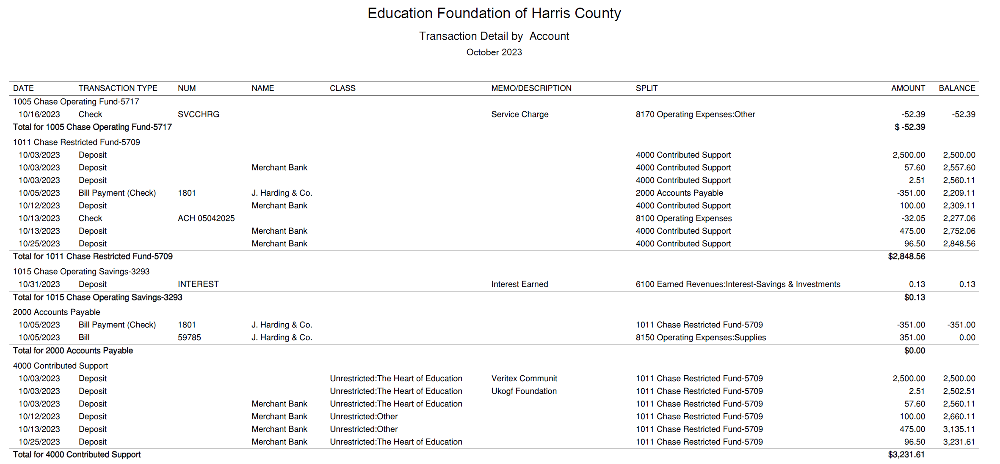 Education Foundation of Harris County
Transaction Detail by Account
October 2023
DATE TRANSACTION TYPE NUM NAME CLASS MEMO/DESCRIPTION SPLIT AMOUNT BALANCE
1005 Chase Operating Fund-5717
10/16/2023 Check SVCCHRG Service Charge 8170 Operating Expenses:Other -52.39 -52.39
Total for 1005 Chase Operating Fund-5717 $ -52.39
1011 Chase Restricted Fund-5709
10/03/2023 Deposit 4000 Contributed Support 2,500.00 2,500.00
10/03/2023 Deposit Merchant Bank 4000 Contributed Support 57.60 2,557.60
10/03/2023 Deposit 4000 Contributed Support 2.51 2,560.11
10/05/2023 Bill Payment (Check) 1801 J. Harding & Co. 2000 Accounts Payable -351.00 2,209.11
10/12/2023 Deposit Merchant Bank 4000 Contributed Support 100.00 2,309.11
10/13/2023 Check ACH 05042025 8100 Operating Expenses -32.05 2,277.06
10/13/2023 Deposit Merchant Bank 4000 Contributed Support 475.00 2,752.06
10/25/2023 Deposit Merchant Bank 4000 Contributed Support 96.50 2,848.56
Total for 1011 Chase Restricted Fund-5709 $2,848.56
1015 Chase Operating Savings-3293
10/31/2023 Deposit INTEREST Interest Earned 6100 Earned Revenues:Interest-Savings & Investments 0.13 0.13
Total for 1015 Chase Operating Savings-3293 $0.13
2000 Accounts Payable
10/05/2023 Bill Payment (Check) 1801 J. Harding & Co. 1011 Chase Restricted Fund-5709 -351.00 -351.00
10/05/2023 Bill 59785 J. Harding & Co. 8150 Operating Expenses:Supplies 351.00 0.00
Total for 2000 Accounts Payable $0.00
4000 Contributed Support
10/03/2023 Deposit Unrestricted:The Heart of Education Veritex Communit 1011 Chase Restricted Fund-5709 2,500.00 2,500.00
10/03/2023 Deposit Unrestricted:The Heart of Education Ukogf Foundation 1011 Chase Restricted Fund-5709 2.51 2,502.51
10/03/2023 Deposit Merchant Bank Unrestricted:The Heart of Education 1011 Chase Restricted Fund-5709 57.60 2,560.11
10/12/2023 Deposit Merchant Bank Unrestricted:Other 1011 Chase Restricted Fund-5709 100.00 2,660.11
10/13/2023 Deposit Merchant Bank Unrestricted:Other 1011 Chase Restricted Fund-5709 475.00 3,135.11
10/25/2023 Deposit Merchant Bank Unrestricted:The Heart of Education 1011 Chase Restricted Fund-5709 96.50 3,231.61
Total for 4000 Contributed Support $3,231.61